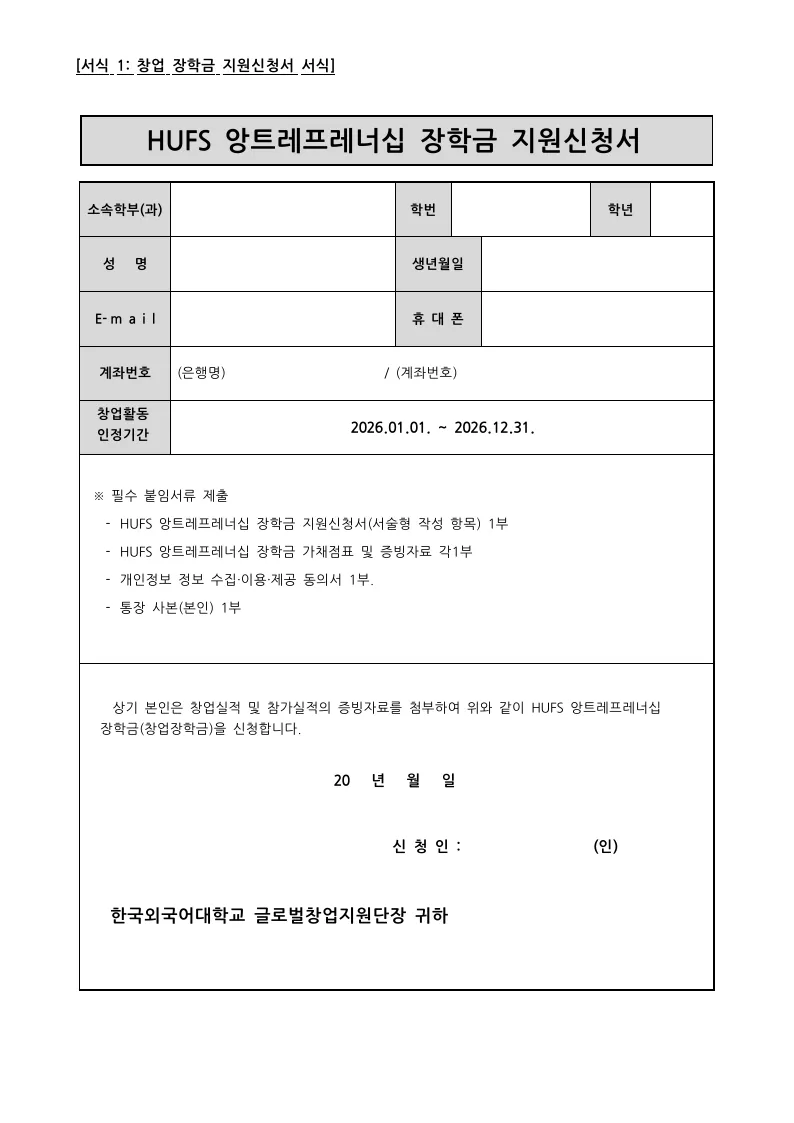 [서식 1: 창업 장학금 지원신청서 서식]
HUFS 앙트레프레너십 장학금 지원신청서
소속학부(과) 학번 학년
성 명 생년월일
E-mail 휴 대 폰
계좌번호 (은행명) / (계좌번호)
창업활동
인정기간
2026.01.01. ~ 2026.12.31.
※ 필수 붙임서류 제출
- HUFS 앙트레프레너십 장학금 지원신청서(서술형 작성 항목) 1부
- HUFS 앙트레프레너십 장학금 가채점표 및 증빙자료 각1부
- 개인정보 정보 수집·이용·제공 동의서 1부.
- 통장 사본(본인) 1부
상기 본인은 창업실적 및 참가실적의 증빙자료를 첨부하여 위와 같이 HUFS 앙트레프레너십
장학금(창업장학금)을 신청합니다.
20 년 월 일
신 청 인 : (인)
한국외국어대학교 글로벌창업지원단장 귀하